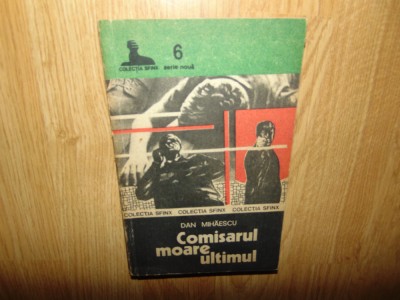 6
COLECȚIA SFINX SERIE NOUĂ
COLECȚIA SFINX COLECȚIA SFINX COLECȚIA SFINX
DAN MIHĂESCU
Comisarul
moare
ultimul